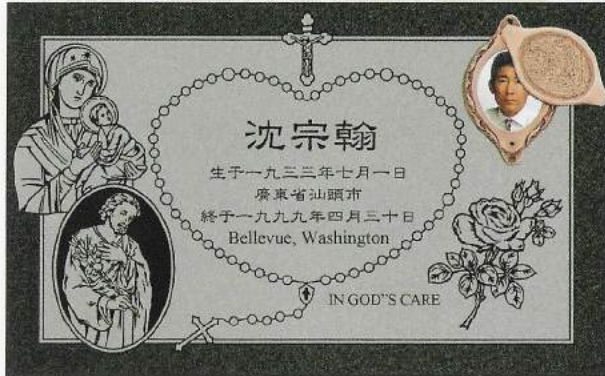 沈宗翰
生于一九三三年七月一日
廣東省汕頭市
終于一九九九年四月三十日
Bellevue, Washington
IN GOD"S CARE